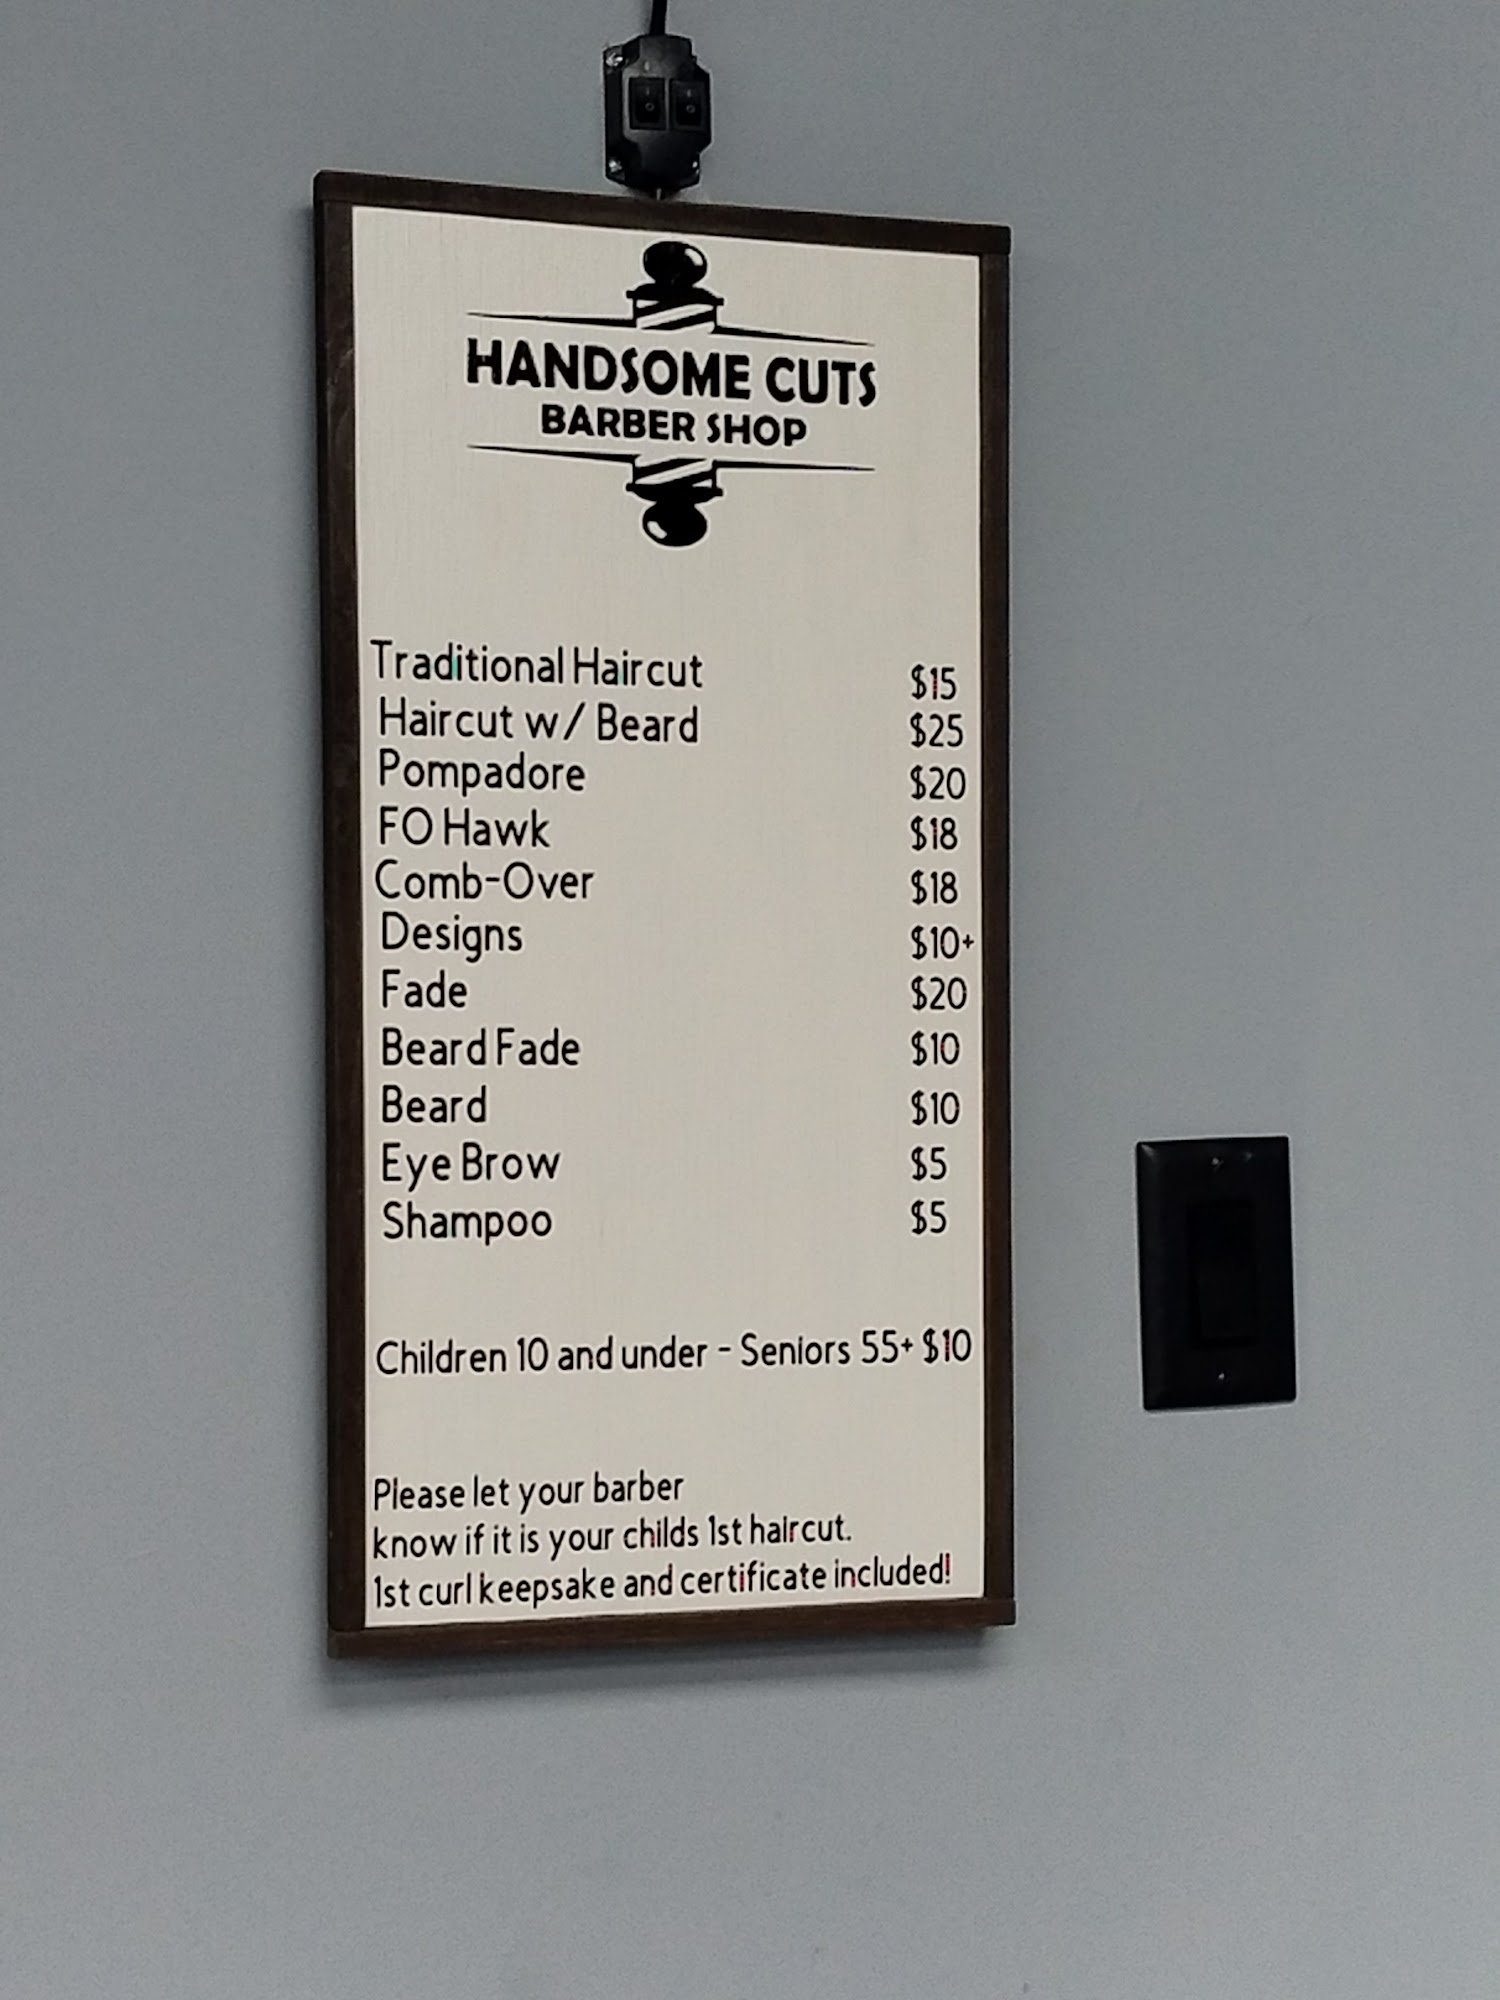 HANDSOME CUTS
BARBER SHOP
Traditional Haircut $15
Haircut w/ Beard $25
Pompadore $20
FO Hawk $18
Comb-Over $18
Designs $10+
Fade $20
Beard Fade $10
Beard $10
Eye Brow $5
Shampoo $5
Children 10 and under - Seniors 55+ $10
Please let your barber
know if it is your childs 1st haircut.
1st curl keepsake and certificate included!